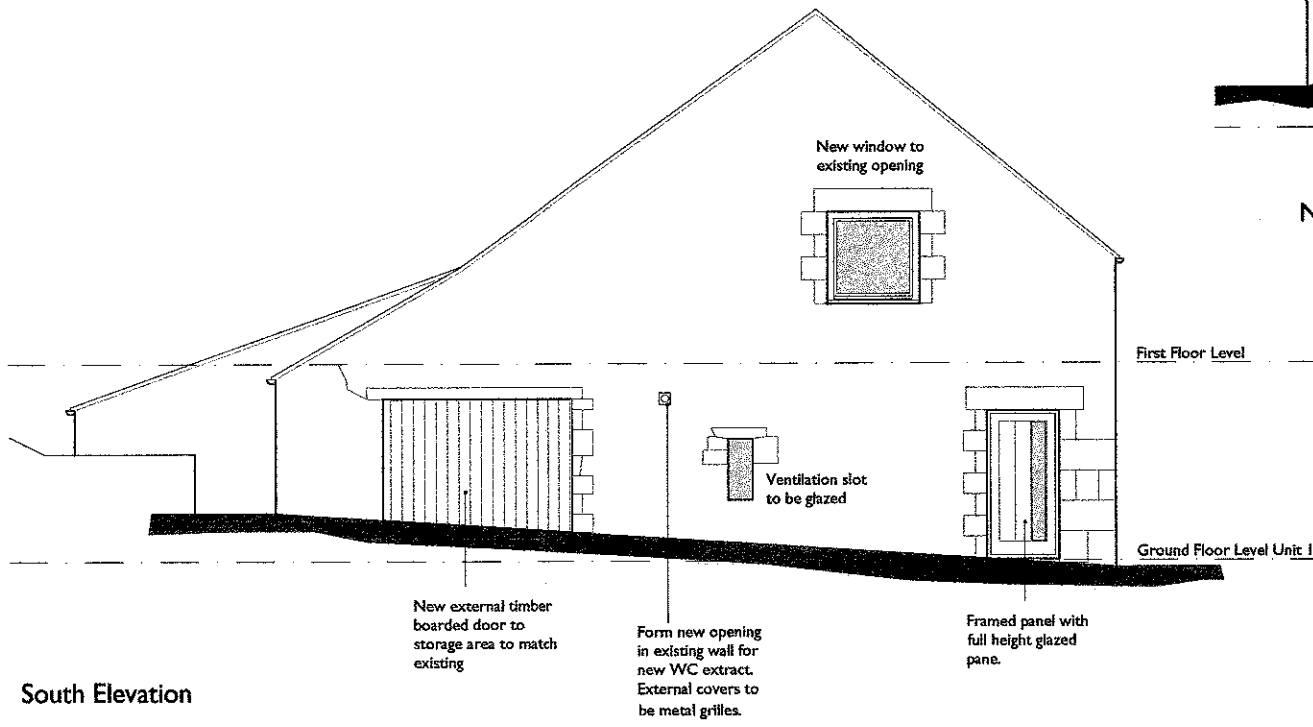 New window to
existing opening
N
First Floor Level
Ventilation slot
to be glazed
Ground Floor Level Unit 1
New external timber
boarded door to
storage area to match
existing
Form new opening
in existing wall for
new WC extract.
External covers to
be metal grilles.
Framed panel with
full height glazed
pane.
South Elevation